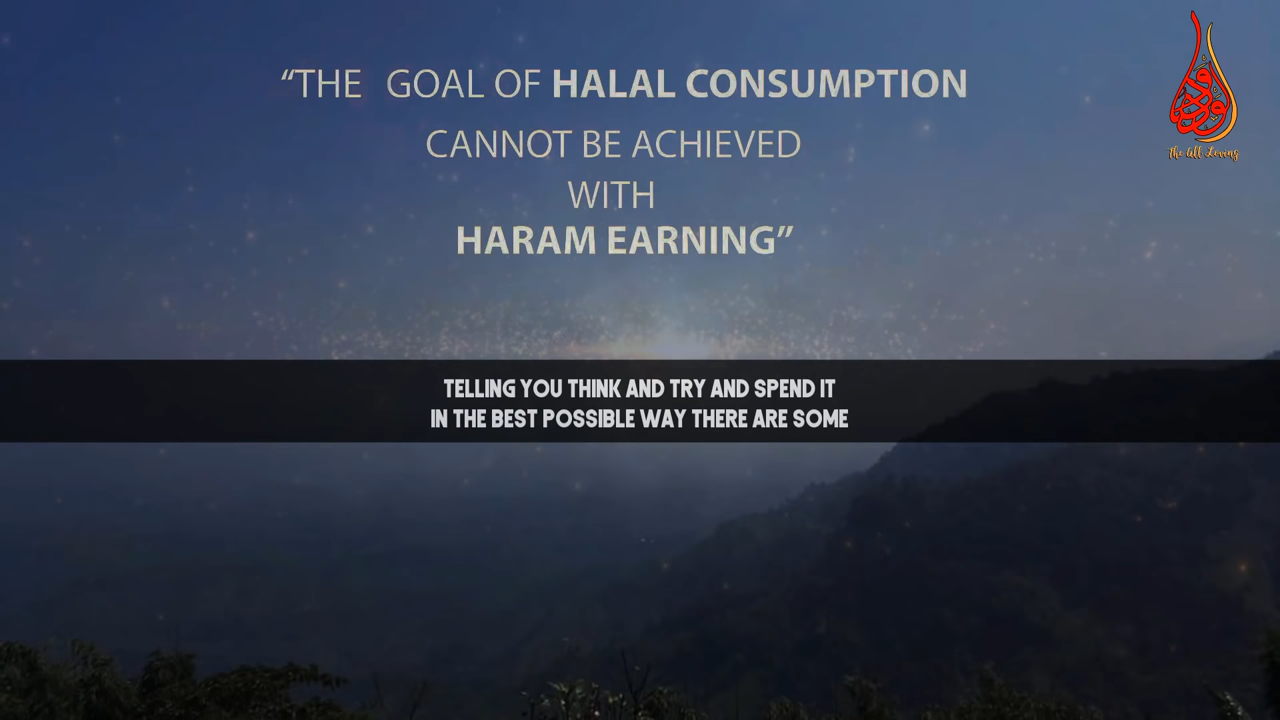 “THE GOAL OF HALAL CONSUMPTION
CANNOT BE ACHIEVED
WITH
HARAM EARNING”
الودود
The All Loving
TELLING YOU THINK AND TRY AND SPEND IT
IN THE BEST POSSIBLE WAY THERE ARE SOME